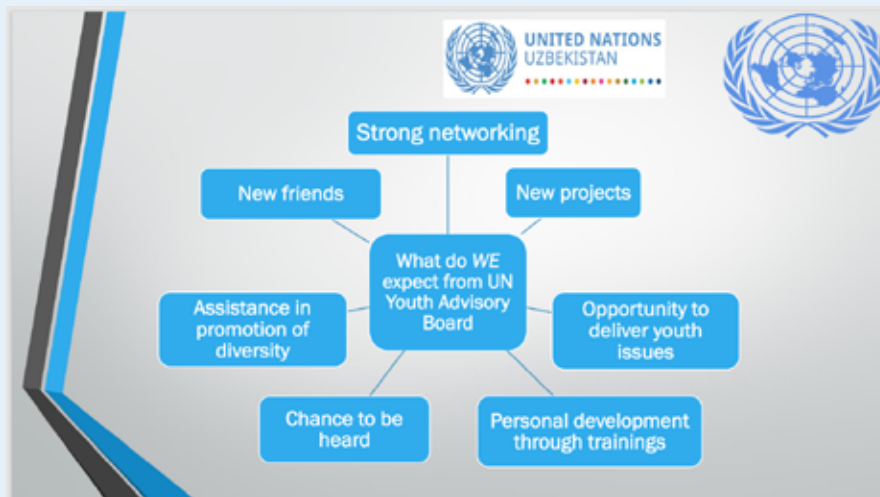 UNITED NATIONS
UZBEKISTAN
Strong networking
New friends
New projects
What do WE
expect from UN
Youth Advisory
Board
Assistance in
promotion of
diversity
Opportunity to
deliver youth
issues
Chance to be
heard
Personal development
through trainings